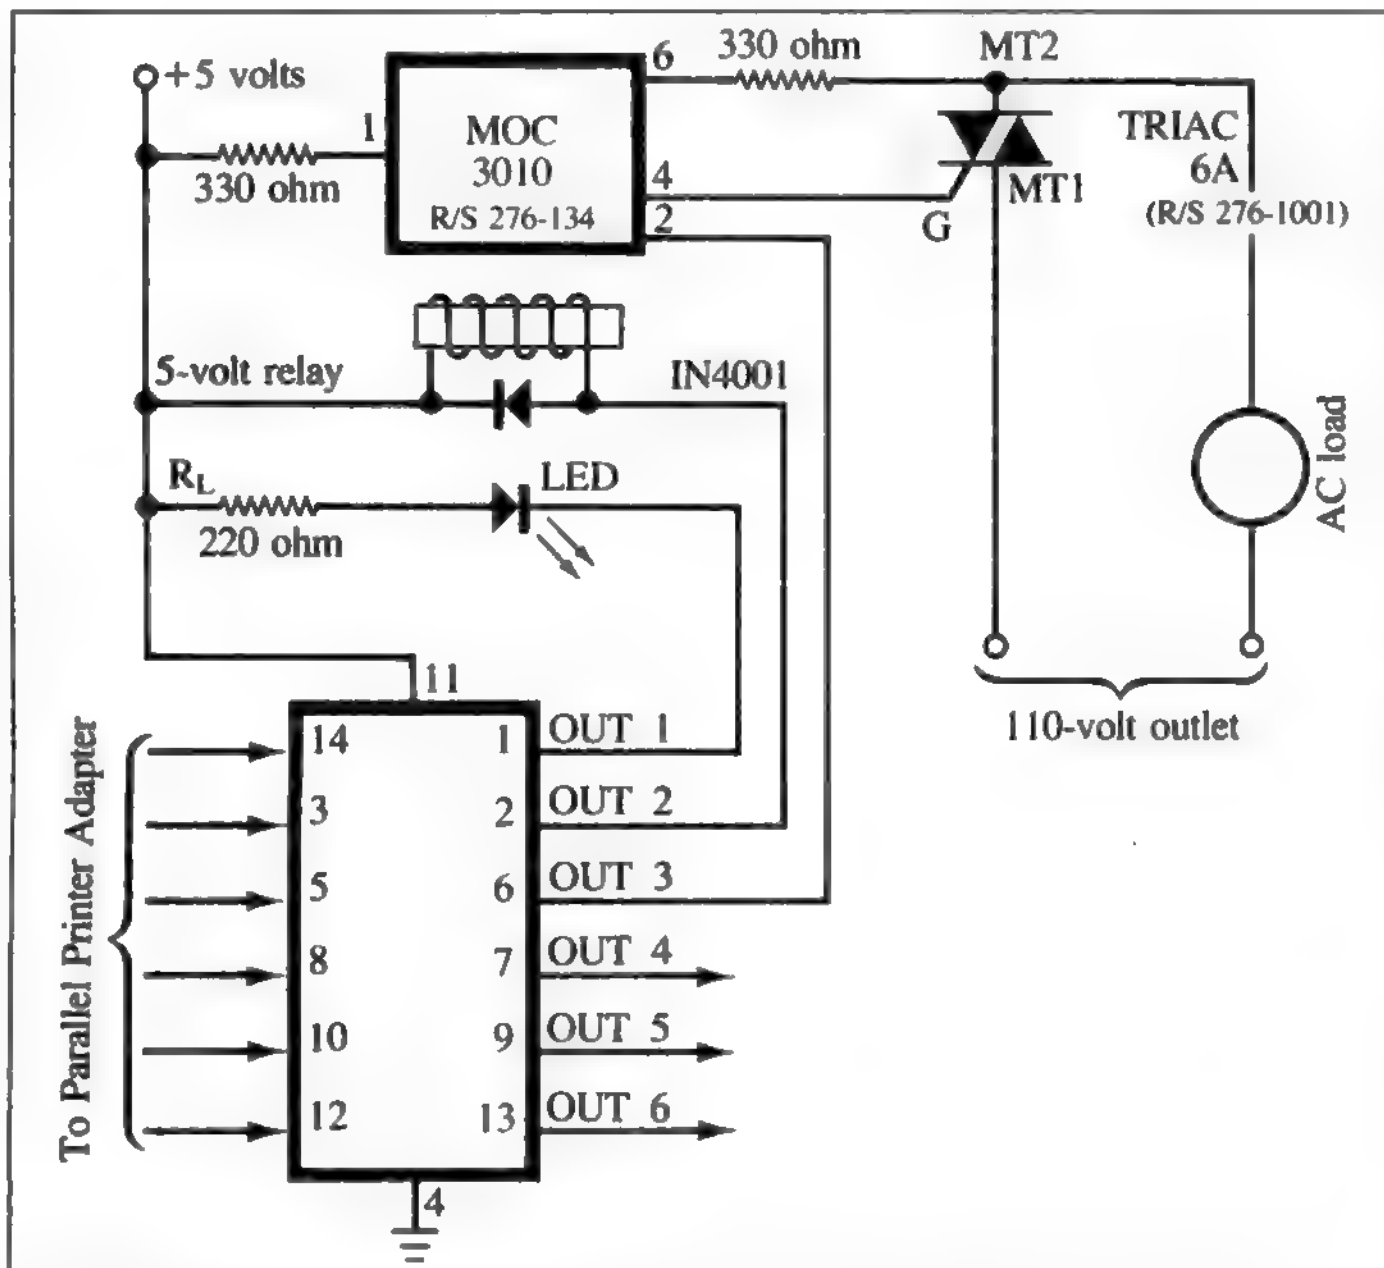 +5 volts
330 ohm
1
MOC
3010
R/S 276-134
6
4
2
330 ohm
MT2
TRIAC
6A
(R/S 276-1001)
MT1
G
5-volt relay
IN4001
R_L
220 ohm
LED
AC load
110-volt outlet
11
To Parallel Printer Adapter
14
3
5
8
10
12
1
2
6
7
9
13
OUT 1
OUT 2
OUT 3
OUT 4
OUT 5
OUT 6
4